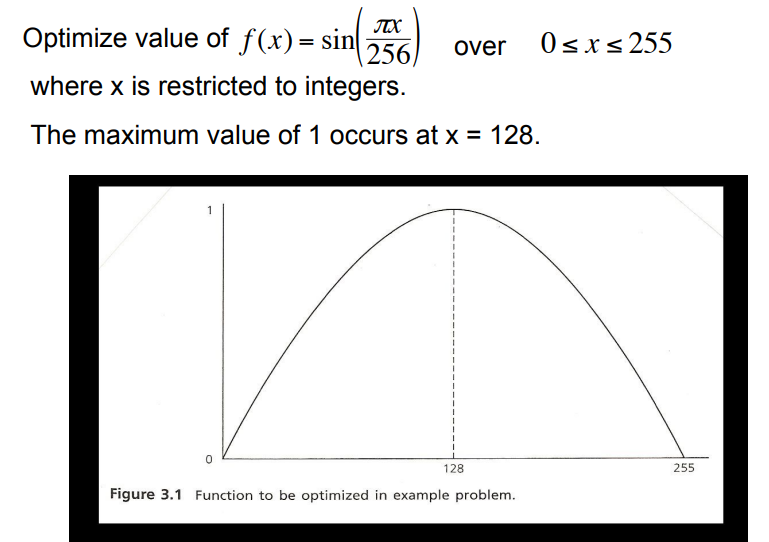 Optimize value of f(x) = sin(πx/256) over 0 ≤ x ≤ 255
where x is restricted to integers.
The maximum value of 1 occurs at x = 128.
1
0
128
255
Figure 3.1 Function to be optimized in example problem.